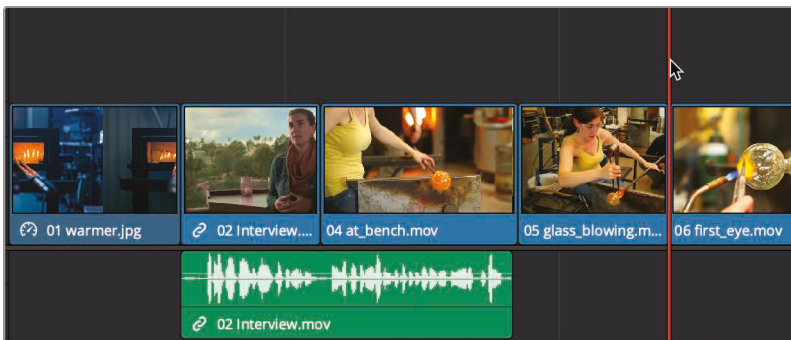 01 warmer.jpg
02 Interview....
04 at_bench.mov
05 glass_blowing.m...
06 first_eye.mov
02 Interview.mov